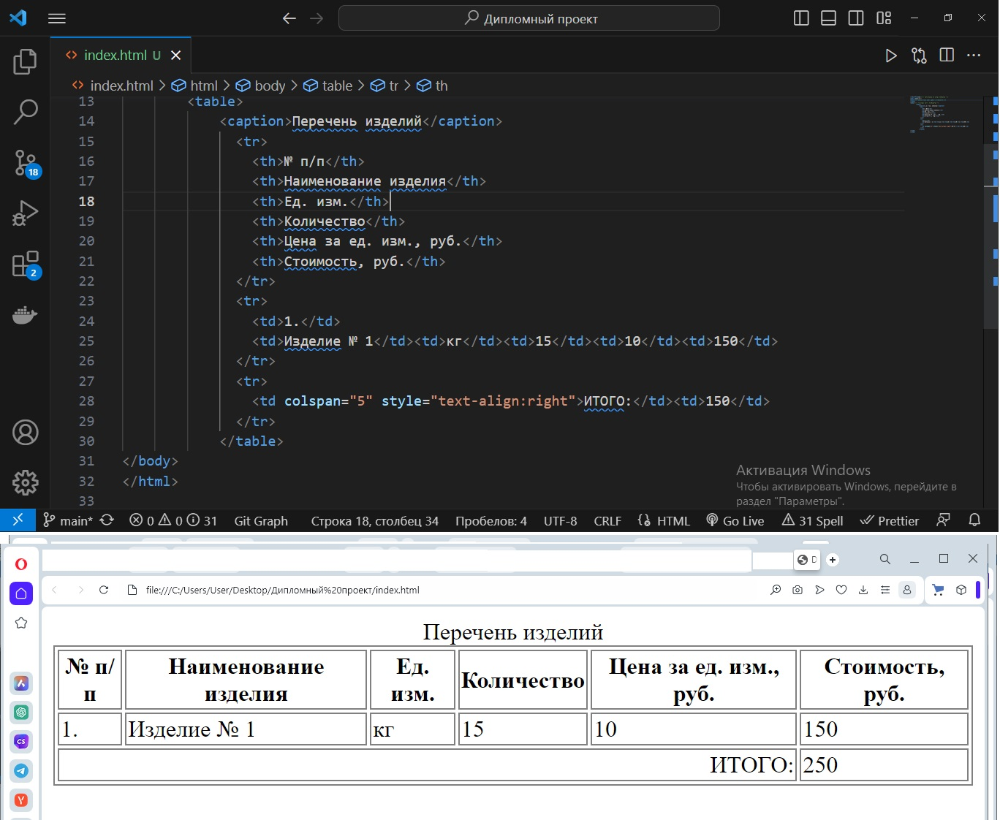 Дипломный проект
index.html U
index.html > html > body > table > tr > th
13 <table>
14 <caption>Перечень изделий</caption>
15 <tr>
16 <th>№ п/п</th>
17 <th>Наименование изделия</th>
18 <th>Ед. изм.</th>
19 <th>Количество</th>
20 <th>Цена за ед. изм., руб.</th>
21 <th>Стоимость, руб.</th>
22 </tr>
23 <tr>
24 <td>1.</td>
25 <td>Изделие № 1</td><td>кг</td><td>15</td><td>10</td><td>150</td>
26 </tr>
27 <tr>
28 <td colspan="5" style="text-align:right">ИТОГО:</td><td>150</td>
29 </tr>
30 </table>
31 </body>
32 </html>
33
18
2
Активация Windows
Чтобы активировать Windows, перейдите в
раздел "Параметры".
main* 0 0 31 Git Graph Строка 18, столбец 34 Пробелов: 4 UTF-8 CRLF HTML Go Live 31 Spell Prettier
D
file:///C:/Users/User/Desktop/Дипломный%20проект/index.html
CS
Перечень изделий
№ п/п Наименование изделия Ед. изм. Количество Цена за ед. изм., руб. Стоимость, руб.
1. Изделие № 1 кг 15 10 150
ИТОГО: 250